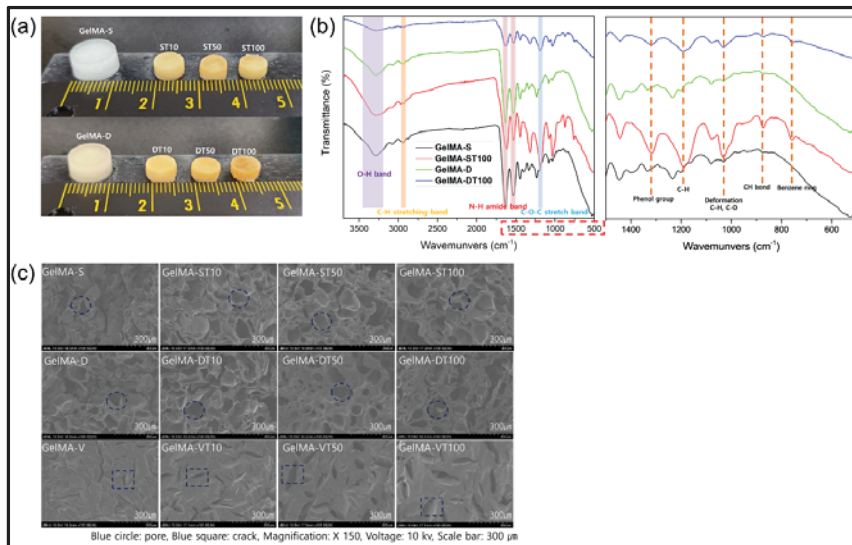 (a)
GelMA-S
ST10
ST50
ST100
1 2 3 4 5
GelMA-D
DT10
DT50
DT100
1 2 3 4 5
(b)
Transmittance (%)
GelMA-S
GelMA-ST100
GelMA-D
GelMA-DT100
O-H band
C-H stretching band
N-H amide band
C-O-C stretch band
3500 3000 2500 2000 1500 1000 500
Wavemunvers (cm-1)
Phenol group
C-H
Deformation
C-H, C-O
CH bond
Benzene ring
1400 1200 1000 800 600
Wavemunvers (cm-1)
(c)
GelMA-S
300㎛
GelMA-ST10
300㎛
GelMA-ST50
300㎛
GelMA-ST100
300㎛
GelMA-D
300㎛
GelMA-DT10
300㎛
GelMA-DT50
300㎛
GelMA-DT100
300㎛
GelMA-V
300㎛
GelMA-VT10
300㎛
GelMA-VT50
300㎛
GelMA-VT100
300㎛
Blue circle: pore, Blue square: crack, Magnification: X 150, Voltage: 10 kv, Scale bar: 300 ㎛